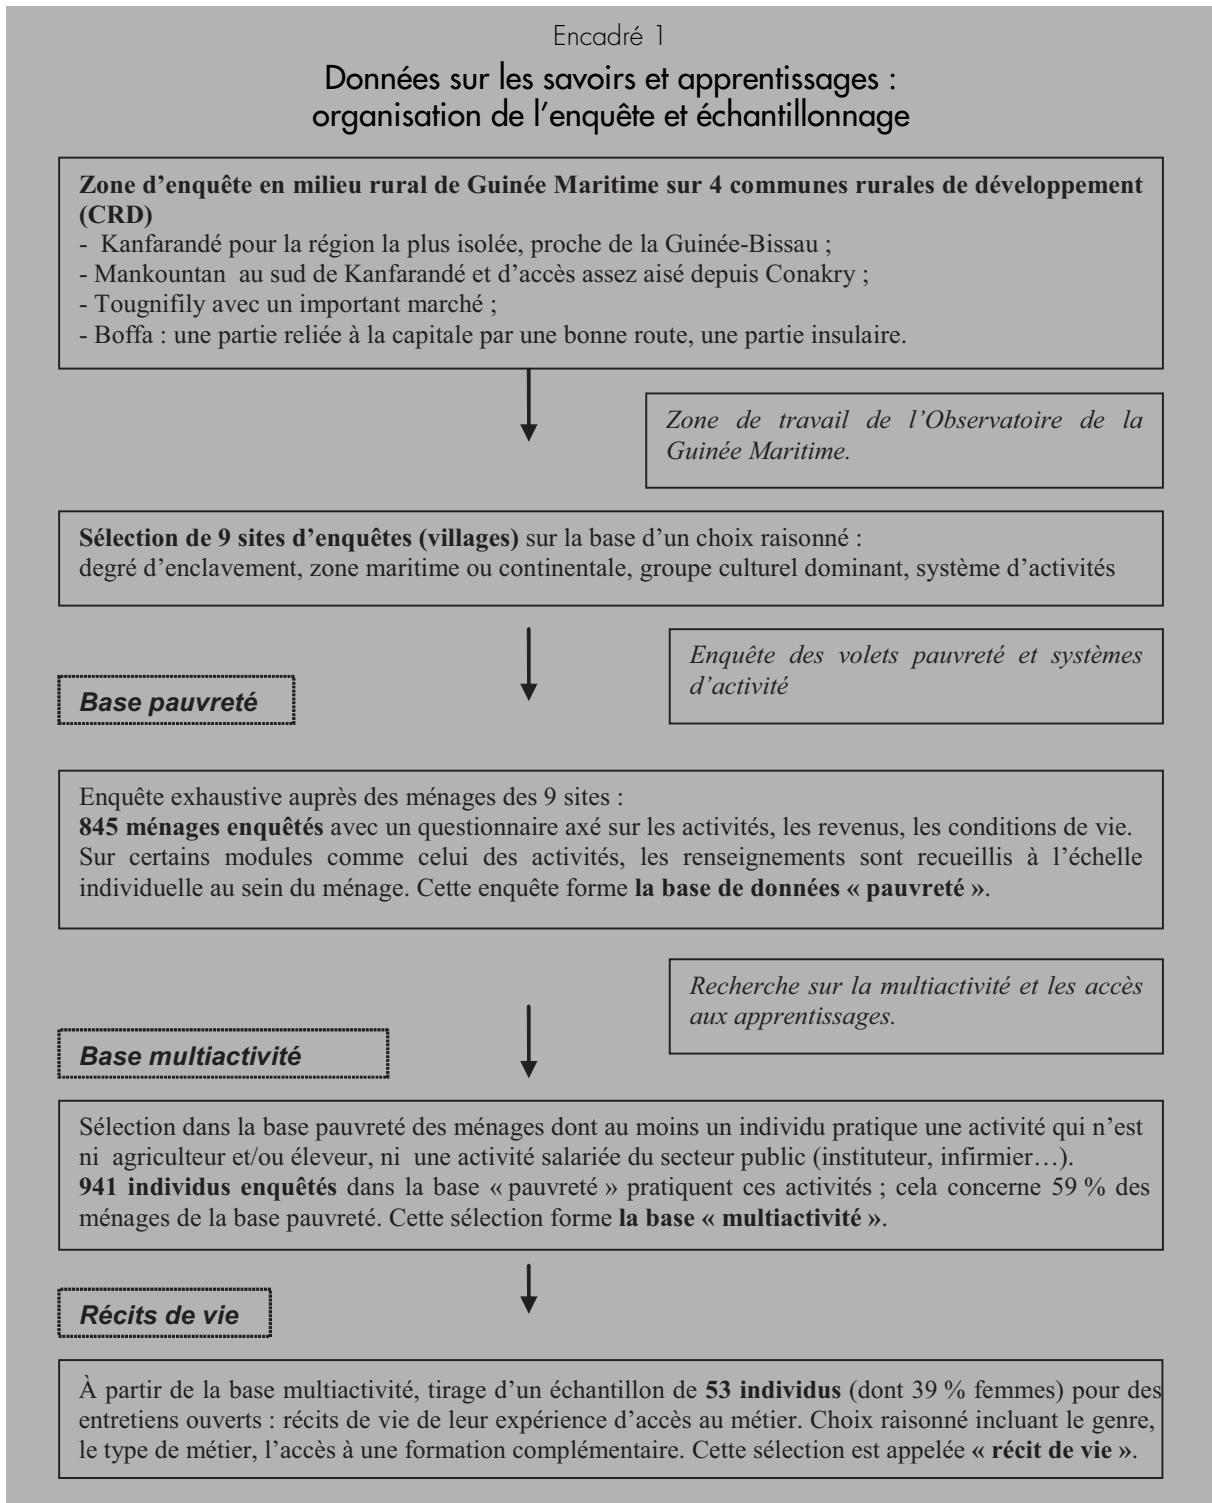 Encadré 1
Données sur les savoirs et apprentissages :
organisation de l'enquête et échantillonnage
Zone d'enquête en milieu rural de Guinée Maritime sur 4 communes rurales de développement
(CRD)
- Kanfarandé pour la région la plus isolée, proche de la Guinée-Bissau ;
- Mankountan au sud de Kanfarandé et d'accès assez aisé depuis Conakry ;
- Tougnifily avec un important marché ;
- Boffa : une partie reliée à la capitale par une bonne route, une partie insulaire.
Zone de travail de l'Observatoire de la
Guinée Maritime.
Sélection de 9 sites d'enquêtes (villages) sur la base d'un choix raisonné :
degré d'enclavement, zone maritime ou continentale, groupe culturel dominant, système d'activités
Enquête des volets pauvreté et systèmes
d'activité
Base pauvreté
Enquête exhaustive auprès des ménages des 9 sites :
845 ménages enquêtés avec un questionnaire axé sur les activités, les revenus, les conditions de vie.
Sur certains modules comme celui des activités, les renseignements sont recueillis à l'échelle
individuelle au sein du ménage. Cette enquête forme la base de données « pauvreté ».
Recherche sur la multiactivité et les accès
aux apprentissages.
Base multiactivité
Sélection dans la base pauvreté des ménages dont au moins un individu pratique une activité qui n'est
ni agriculteur et/ou éleveur, ni une activité salariée du secteur public (instituteur, infirmier…).
941 individus enquêtés dans la base « pauvreté » pratiquent ces activités ; cela concerne 59 % des
ménages de la base pauvreté. Cette sélection forme la base « multiactivité ».
Récits de vie
À partir de la base multiactivité, tirage d'un échantillon de 53 individus (dont 39 % femmes) pour des
entretiens ouverts : récits de vie de leur expérience d'accès au métier. Choix raisonné incluant le genre,
le type de métier, l'accès à une formation complémentaire. Cette sélection est appelée « récit de vie ».